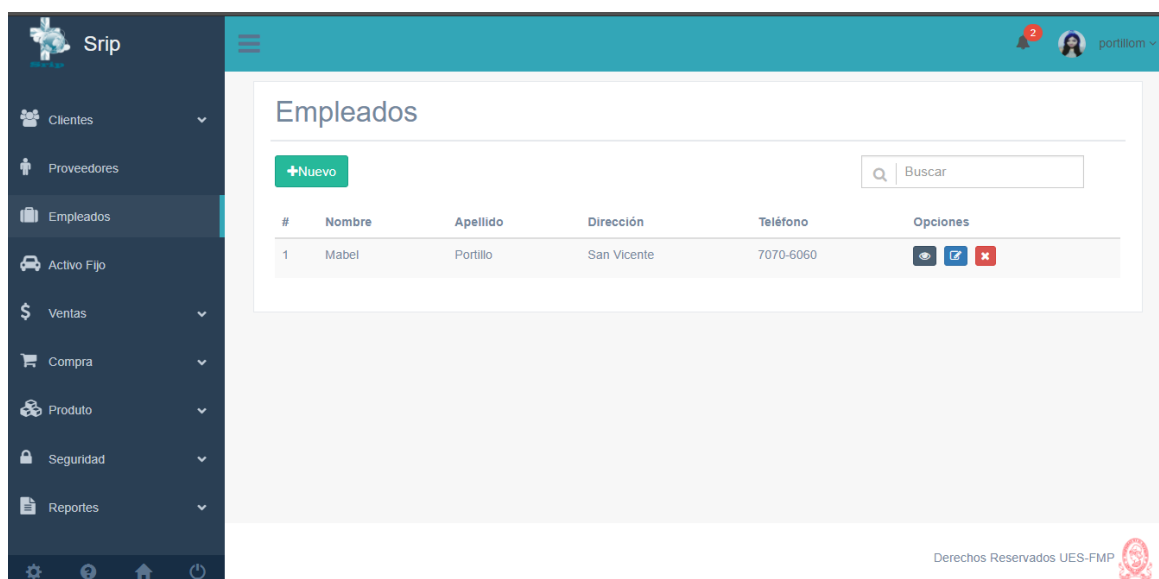 Srip
2
portillom
Clientes
Proveedores
Empleados
Activo Fijo
Ventas
Compra
Produto
Seguridad
Reportes
Empleados
+Nuevo
Buscar
# Nombre Apellido Dirección Teléfono Opciones
1 Mabel Portillo San Vicente 7070-6060
Derechos Reservados UES-FMP